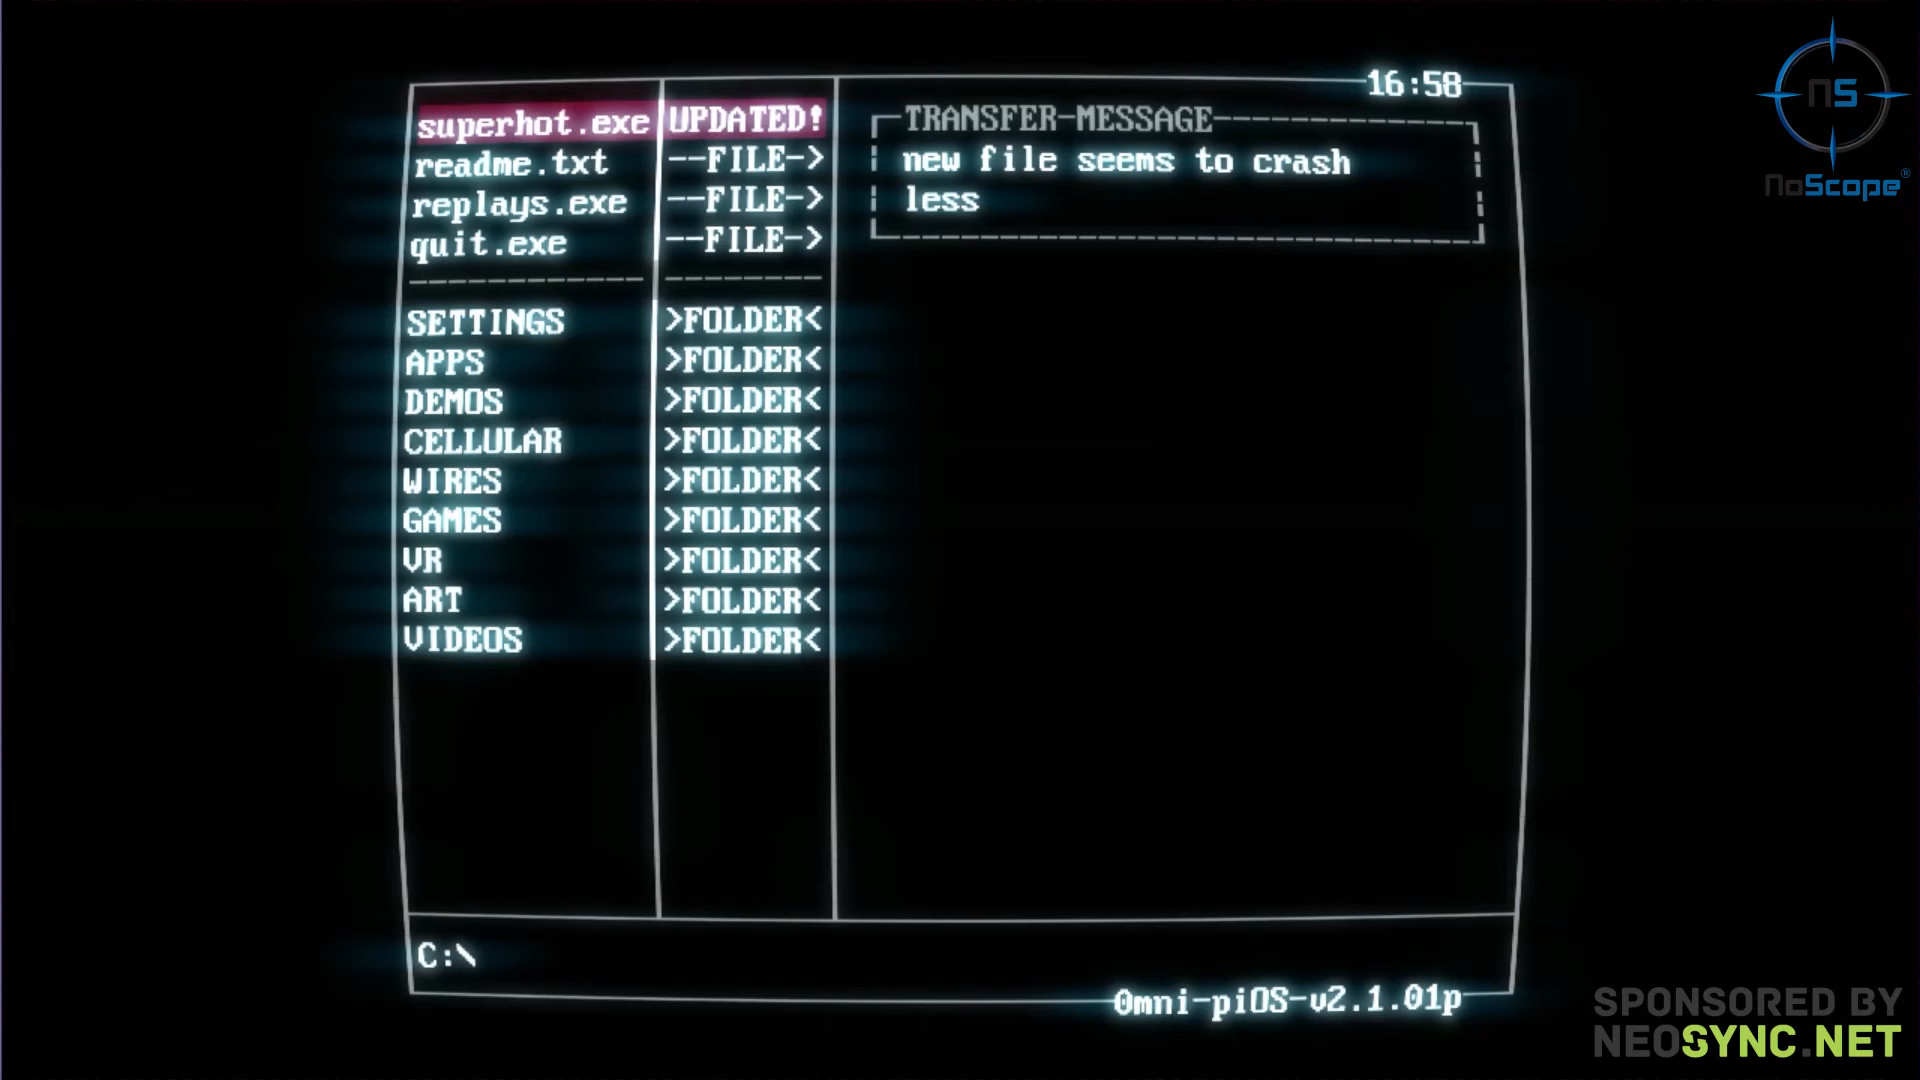 16:58
superhot.exe UPDATED!
readme.txt --FILE->
replays.exe --FILE->
quit.exe --FILE->
SETTINGS >FOLDER<
APPS >FOLDER<
DEMOS >FOLDER<
CELLULAR >FOLDER<
WIRES >FOLDER<
GAMES >FOLDER<
VR >FOLDER<
ART >FOLDER<
VIDEOS >FOLDER<
TRANSFER-MESSAGE
new file seems to crash
less
C:\
0mni-piOS-v2.1.01p
nS
NoScope®
SPONSORED BY
NEOSYNC.NET